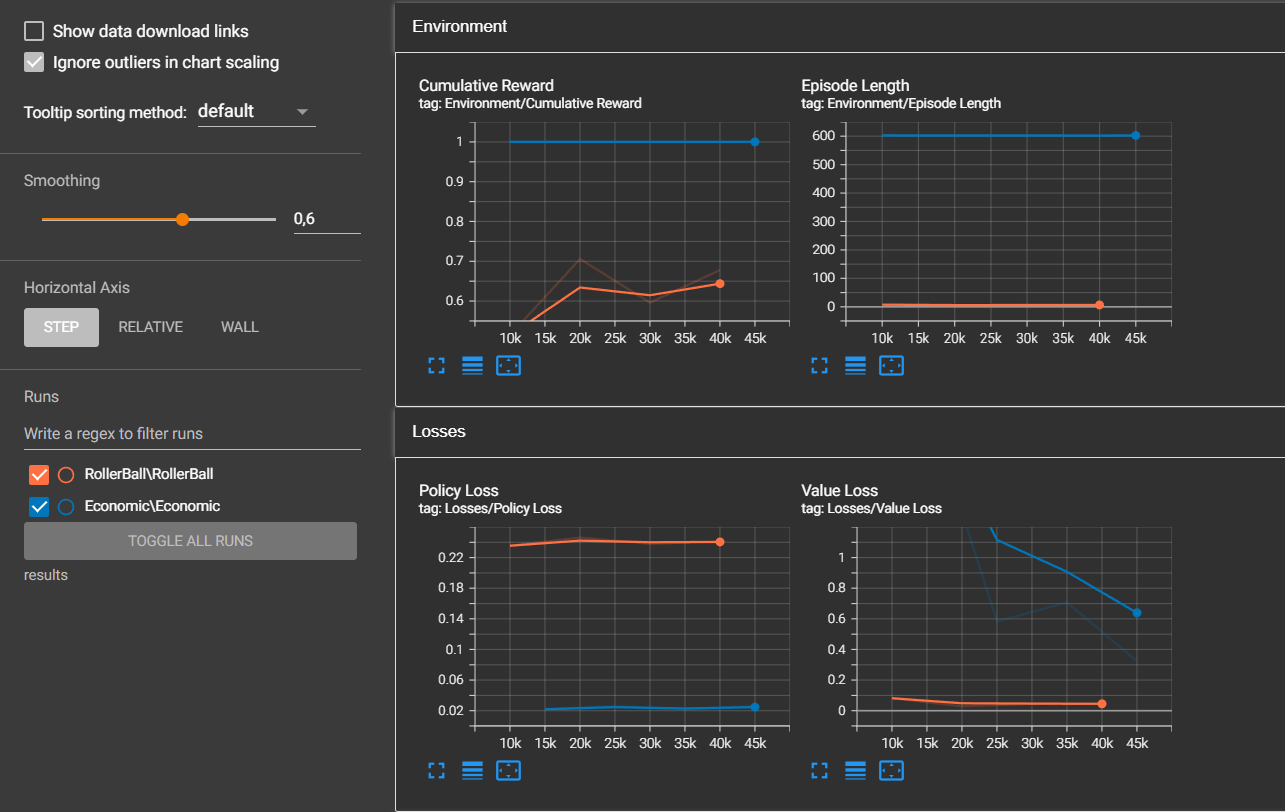 Show data download links
Ignore outliers in chart scaling
Tooltip sorting method: default
Smoothing
0,6
Horizontal Axis
STEP RELATIVE WALL
Runs
Write a regex to filter runs
RollerBall\RollerBall
Economic\Economic
TOGGLE ALL RUNS
results
Environment
Cumulative Reward
tag: Environment/Cumulative Reward
1
0.9
0.8
0.7
0.6
10k 15k 20k 25k 30k 35k 40k 45k
Episode Length
tag: Environment/Episode Length
600
500
400
300
200
100
0
10k 15k 20k 25k 30k 35k 40k 45k
Losses
Policy Loss
tag: Losses/Policy Loss
0.22
0.18
0.14
0.1
0.06
0.02
10k 15k 20k 25k 30k 35k 40k 45k
Value Loss
tag: Losses/Value Loss
1
0.8
0.6
0.4
0.2
0
10k 15k 20k 25k 30k 35k 40k 45k